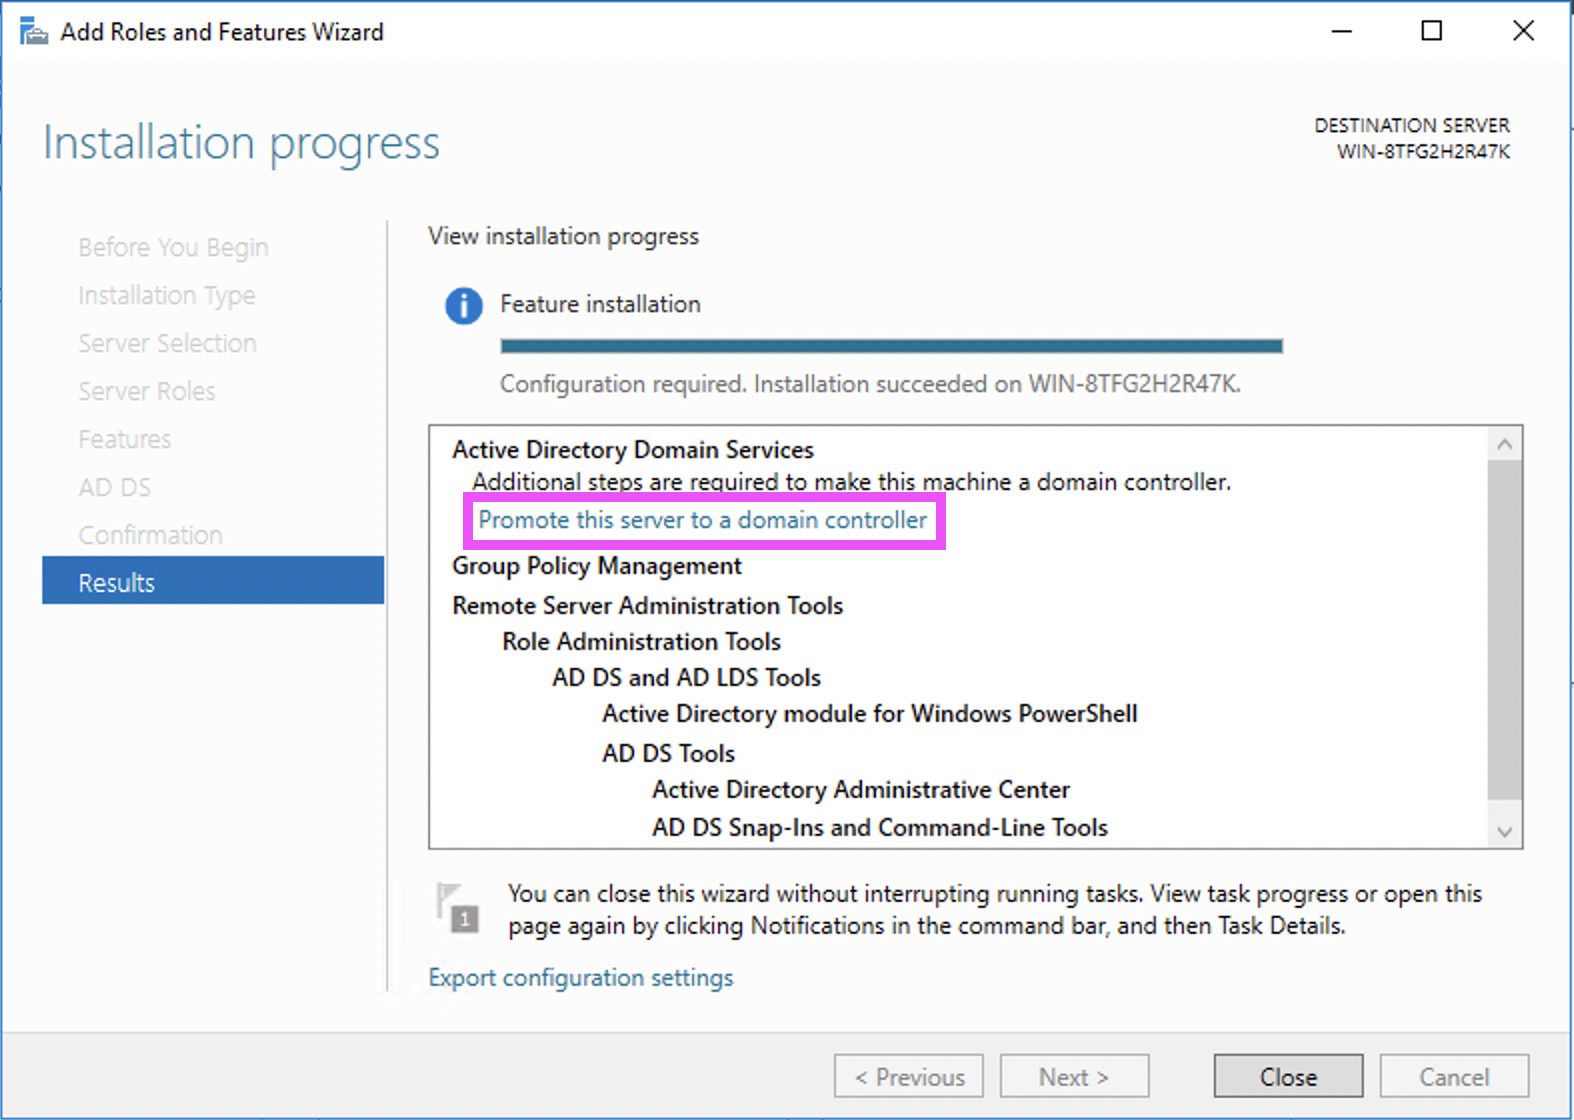 Add Roles and Features Wizard
Installation progress
DESTINATION SERVER
WIN-8TFG2H2R47K
Before You Begin
Installation Type
Server Selection
Server Roles
Features
AD DS
Confirmation
Results
View installation progress
Feature installation
Configuration required. Installation succeeded on WIN-8TFG2H2R47K.
Active Directory Domain Services
Additional steps are required to make this machine a domain controller.
Promote this server to a domain controller
Group Policy Management
Remote Server Administration Tools
Role Administration Tools
AD DS and AD LDS Tools
Active Directory module for Windows PowerShell
AD DS Tools
Active Directory Administrative Center
AD DS Snap-Ins and Command-Line Tools
1
You can close this wizard without interrupting running tasks. View task progress or open this
page again by clicking Notifications in the command bar, and then Task Details.
Export configuration settings
< Previous
Next >
Close
Cancel